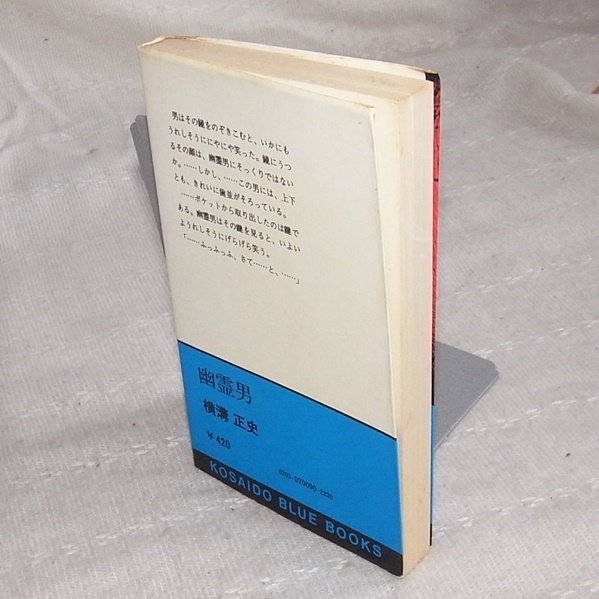 男はその鏡をのぞきこむと、いかにも
うれしそうににやにや笑った。鏡にうつ
るその顔は、幽霊男にそっくりではない
か。……しかし、……この男には、上下
とも、きれいに歯並がそろっている。
……ポケットから取り出したのは鍵で
ある。幽霊男はその鍵を見ると、いよい
ようれしそうにげらげら笑う。
「……ふっふっふ、さて……と、……」
幽霊男
横溝 正史
￥420
0293-970090-2230
KOSAIDO BLUE BOOKS